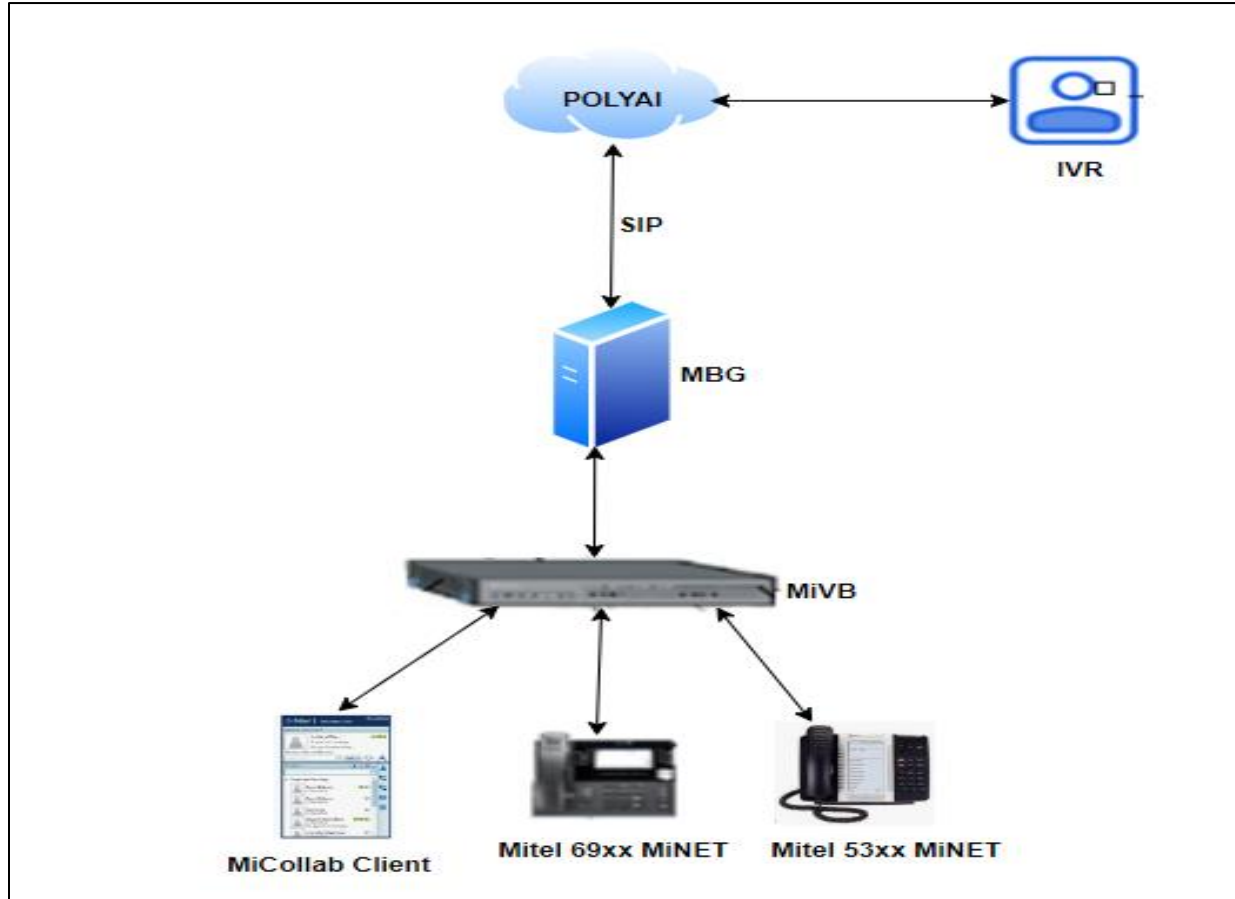 POLYAI
IVR
SIP
MBG
MiVB
MiCollab Client
Mitel 69xx MiNET
Mitel 53xx MiNET